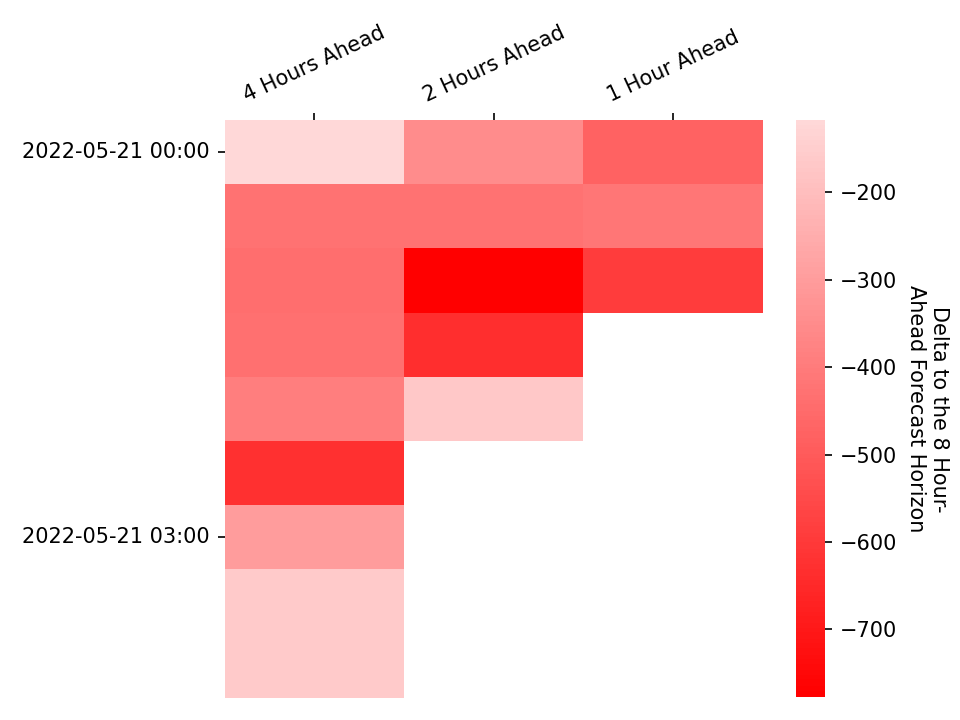 4 Hours Ahead
2 Hours Ahead
1 Hour Ahead
2022-05-21 00:00
2022-05-21 03:00
−200
−300
−400
−500
−600
−700
Delta to the 8 Hour-
Ahead Forecast Horizon